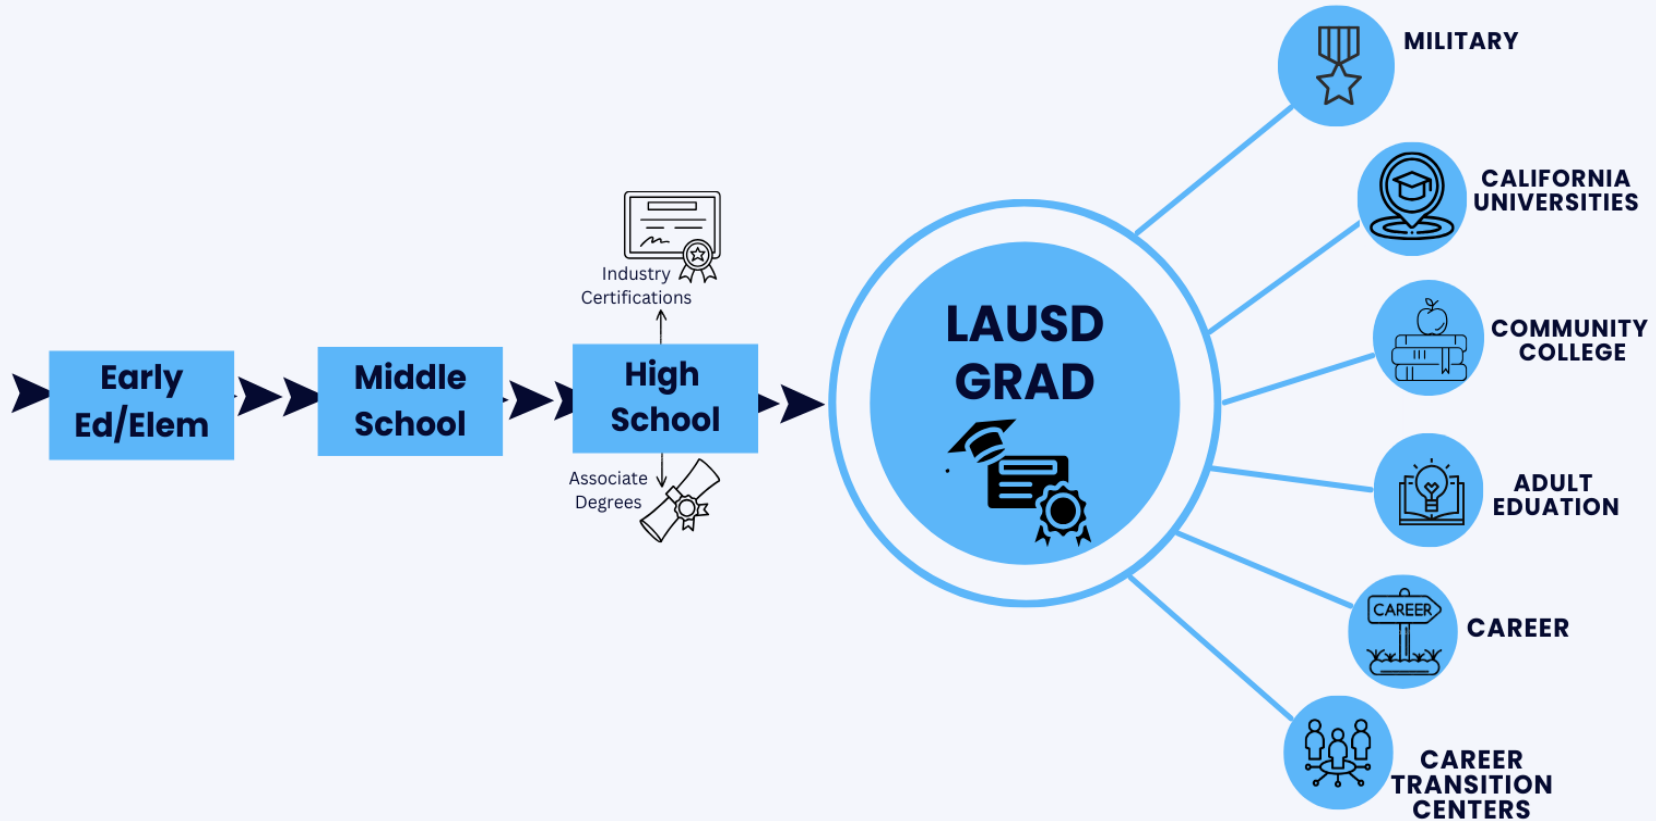 Early
Ed/Elem
Middle
School
Industry
Certifications
High
School
Associate
Degrees
LAUSD
GRAD
MILITARY
CALIFORNIA
UNIVERSITIES
COMMUNITY
COLLEGE
ADULT
EDUATION
CAREER
CAREER
CAREER
TRANSITION
CENTERS